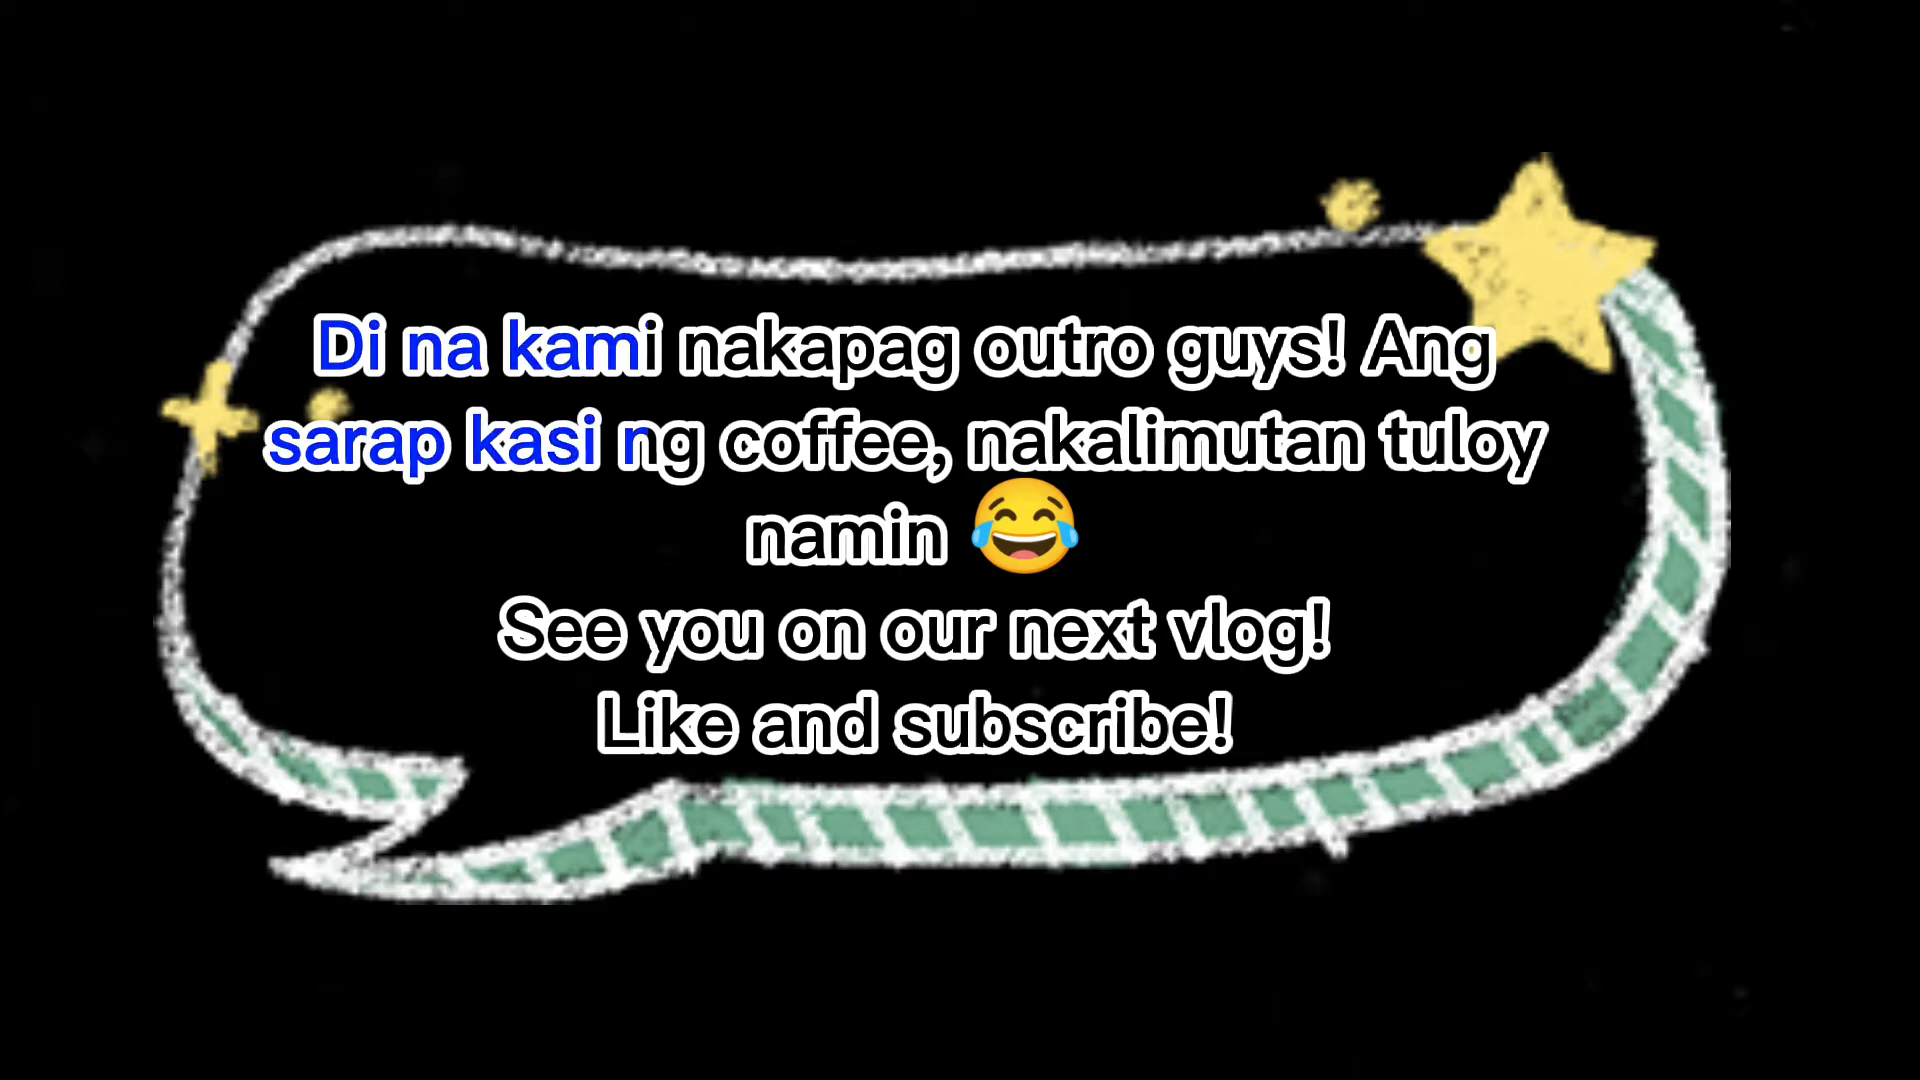 Di na kami nakapag outro guys! Ang
sarap kasi ng coffee, nakalimutan tuloy
namin 😂
See you on our next vlog!
Like and subscribe!